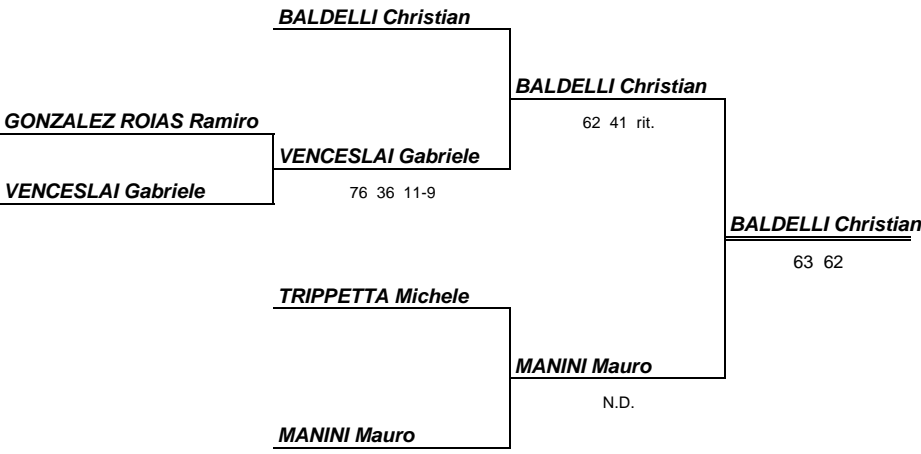 BALDELLI Christian
BALDELLI Christian
GONZALEZ ROIAS Ramiro
62 41 rit.
VENCESLAI Gabriele
VENCESLAI Gabriele
76 36 11-9
BALDELLI Christian
63 62
TRIPPETTA Michele
MANINI Mauro
N.D.
MANINI Mauro